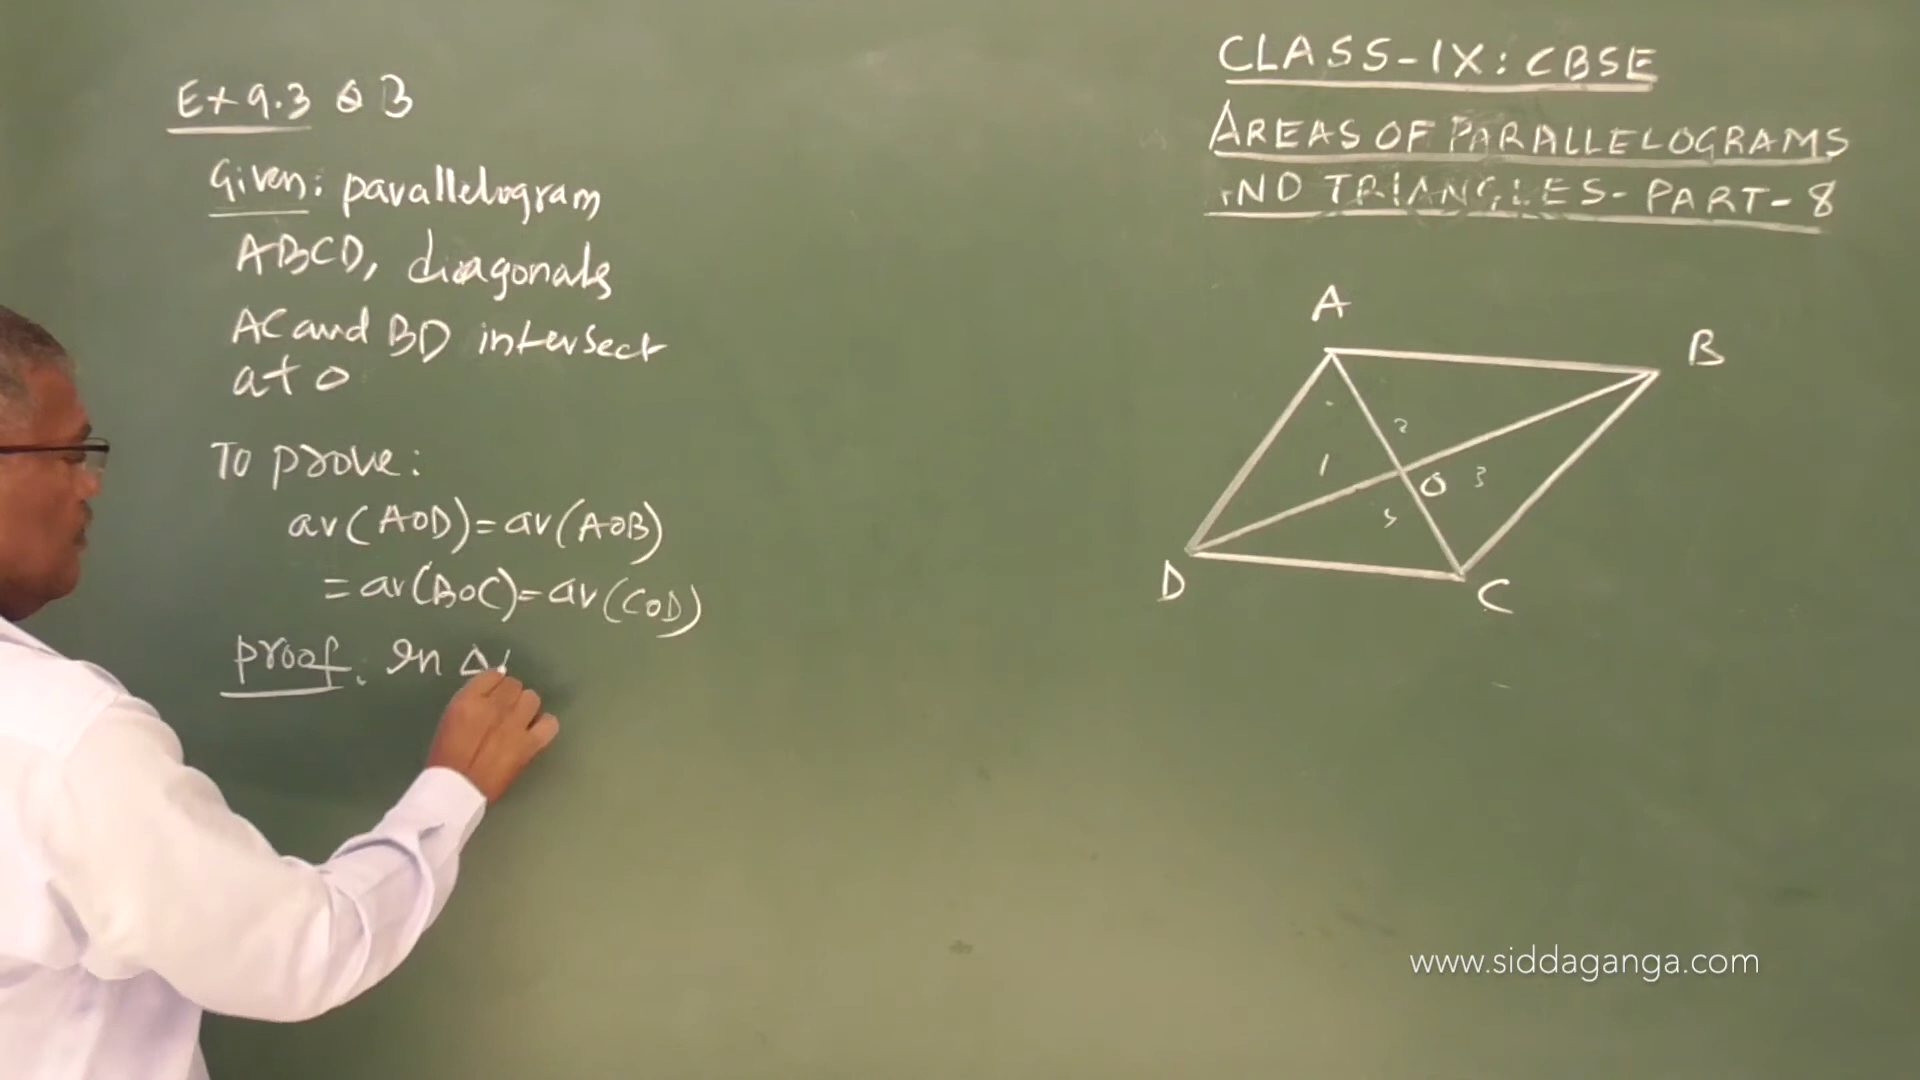 Ex 9.3 Q 3
Given: parallelogram
ABCD, diagonals
AC and BD intersect
at O
To prove:
ar(AOD)=ar(AOB)
=ar(BOC)=ar(COD)
Proof. In Δ
CLASS-IX: CBSE
AREAS OF PARALLELOGRAMS
ND TRIANGLES-PART-8
A
B
2
1
O
3
D
C
www.siddaganga.com